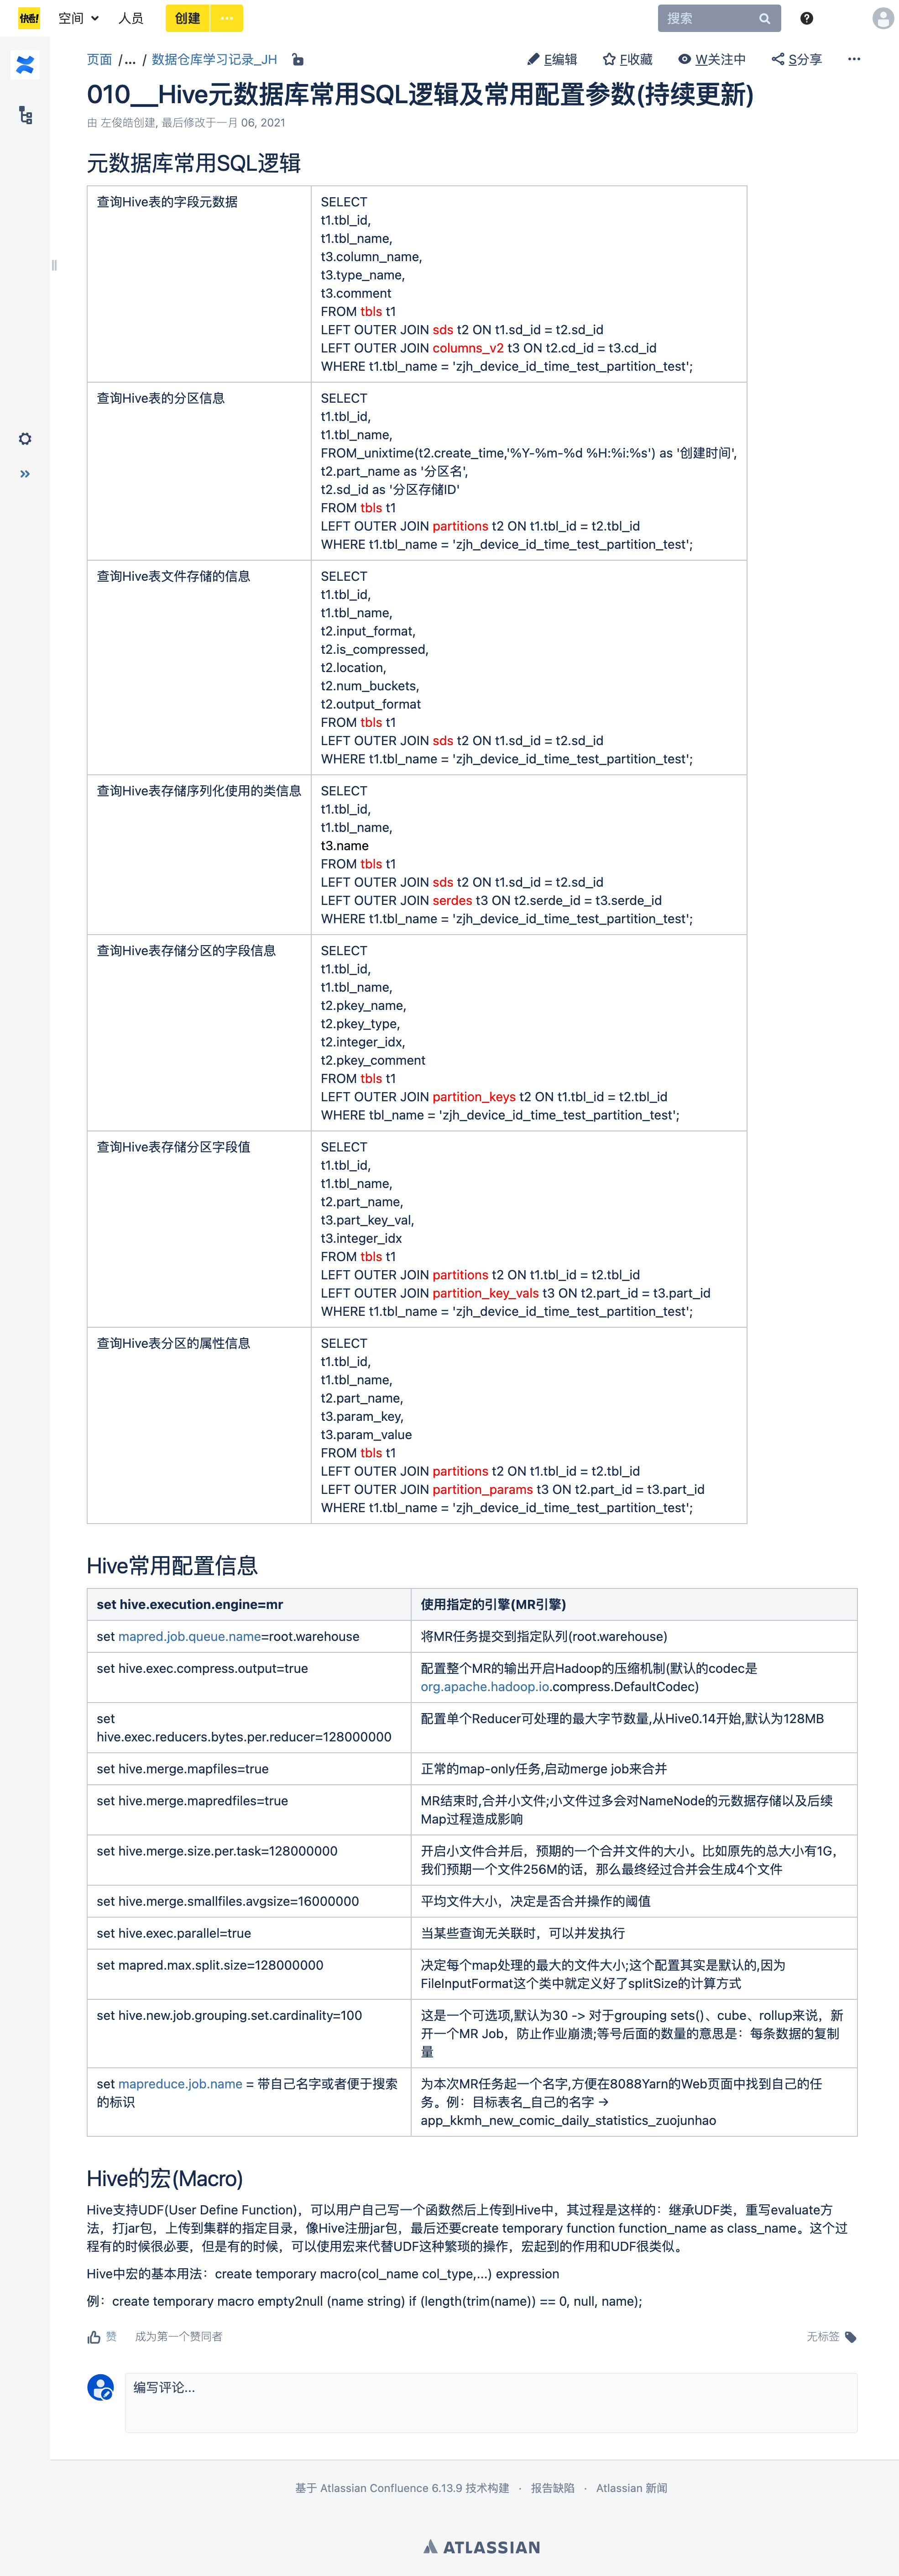 快看!
空间
人员
创建
搜索
页面 /... / 数据仓库学习记录_JH
E编辑
F收藏
W关注中
S分享
010__Hive元数据库常用SQL逻辑及常用配置参数(持续更新)
由 左俊皓创建, 最后修改于一月 06, 2021
元数据库常用SQL逻辑
查询Hive表的字段元数据
SELECT
t1.tbl_id,
t1.tbl_name,
t3.column_name,
t3.type_name,
t3.comment
FROM tbls t1
LEFT OUTER JOIN sds t2 ON t1.sd_id = t2.sd_id
LEFT OUTER JOIN columns_v2 t3 ON t2.cd_id = t3.cd_id
WHERE t1.tbl_name = 'zjh_device_id_time_test_partition_test';
查询Hive表的分区信息
SELECT
t1.tbl_id,
t1.tbl_name,
FROM_unixtime(t2.create_time,'%Y-%m-%d %H:%i:%s') as '创建时间',
t2.part_name as '分区名',
t2.sd_id as '分区存储ID'
FROM tbls t1
LEFT OUTER JOIN partitions t2 ON t1.tbl_id = t2.tbl_id
WHERE t1.tbl_name = 'zjh_device_id_time_test_partition_test';
查询Hive表文件存储的信息
SELECT
t1.tbl_id,
t1.tbl_name,
t2.input_format,
t2.is_compressed,
t2.location,
t2.num_buckets,
t2.output_format
FROM tbls t1
LEFT OUTER JOIN sds t2 ON t1.sd_id = t2.sd_id
WHERE t1.tbl_name = 'zjh_device_id_time_test_partition_test';
查询Hive表存储序列化使用的类信息
SELECT
t1.tbl_id,
t1.tbl_name,
t3.name
FROM tbls t1
LEFT OUTER JOIN sds t2 ON t1.sd_id = t2.sd_id
LEFT OUTER JOIN serdes t3 ON t2.serde_id = t3.serde_id
WHERE t1.tbl_name = 'zjh_device_id_time_test_partition_test';
查询Hive表存储分区的字段信息
SELECT
t1.tbl_id,
t1.tbl_name,
t2.pkey_name,
t2.pkey_type,
t2.integer_idx,
t2.pkey_comment
FROM tbls t1
LEFT OUTER JOIN partition_keys t2 ON t1.tbl_id = t2.tbl_id
WHERE tbl_name = 'zjh_device_id_time_test_partition_test';
查询Hive表存储分区字段值
SELECT
t1.tbl_id,
t1.tbl_name,
t2.part_name,
t3.part_key_val,
t3.integer_idx
FROM tbls t1
LEFT OUTER JOIN partitions t2 ON t1.tbl_id = t2.tbl_id
LEFT OUTER JOIN partition_key_vals t3 ON t2.part_id = t3.part_id
WHERE t1.tbl_name = 'zjh_device_id_time_test_partition_test';
查询Hive表分区的属性信息
SELECT
t1.tbl_id,
t1.tbl_name,
t2.part_name,
t3.param_key,
t3.param_value
FROM tbls t1
LEFT OUTER JOIN partitions t2 ON t1.tbl_id = t2.tbl_id
LEFT OUTER JOIN partition_params t3 ON t2.part_id = t3.part_id
WHERE t1.tbl_name = 'zjh_device_id_time_test_partition_test';
Hive常用配置信息
set hive.execution.engine=mr
使用指定的引擎(MR引擎)
set mapred.job.queue.name=root.warehouse
将MR任务提交到指定队列(root.warehouse)
set hive.exec.compress.output=true
配置整个MR的输出开启Hadoop的压缩机制(默认的codec是
org.apache.hadoop.io.compress.DefaultCodec)
set
hive.exec.reducers.bytes.per.reducer=128000000
配置单个Reducer可处理的最大字节数量,从Hive0.14开始,默认为128MB
set hive.merge.mapfiles=true
正常的map-only任务,启动merge job来合并
set hive.merge.mapredfiles=true
MR结束时,合并小文件;小文件过多会对NameNode的元数据存储以及后续
Map过程造成影响
set hive.merge.size.per.task=128000000
开启小文件合并后，预期的一个合并文件的大小。比如原先的总大小有1G，
我们预期一个文件256M的话，那么最终经过合并会生成4个文件
set hive.merge.smallfiles.avgsize=16000000
平均文件大小，决定是否合并操作的阈值
set hive.exec.parallel=true
当某些查询无关联时，可以并发执行
set mapred.max.split.size=128000000
决定每个map处理的最大的文件大小;这个配置其实是默认的,因为
FileInputFormat这个类中就定义好了splitSize的计算方式
set hive.new.job.grouping.set.cardinality=100
这是一个可选项,默认为30 -> 对于grouping sets()、cube、rollup来说，新
开一个MR Job，防止作业崩溃;等号后面的数量的意思是：每条数据的复制
量
set mapreduce.job.name = 带自己名字或者便于搜索
的标识
为本次MR任务起一个名字,方便在8088Yarn的Web页面中找到自己的任
务。例：目标表名_自己的名字 →
app_kkmh_new_comic_daily_statistics_zuojunhao
Hive的宏(Macro)
Hive支持UDF(User Define Function)，可以用户自己写一个函数然后上传到Hive中，其过程是这样的：继承UDF类，重写evaluate方
法，打jar包，上传到集群的指定目录，像Hive注册jar包，最后还要create temporary function function_name as class_name。这个过
程有的时候很必要，但是有的时候，可以使用宏来代替UDF这种繁琐的操作，宏起到的作用和UDF很类似。
Hive中宏的基本用法：create temporary macro(col_name col_type,...) expression
例：create temporary macro empty2null (name string) if (length(trim(name)) == 0, null, name);
赞 成为第一个赞同者
无标签
编写评论...
基于 Atlassian Confluence 6.13.9 技术构建 · 报告缺陷 · Atlassian 新闻
ATLASSIAN